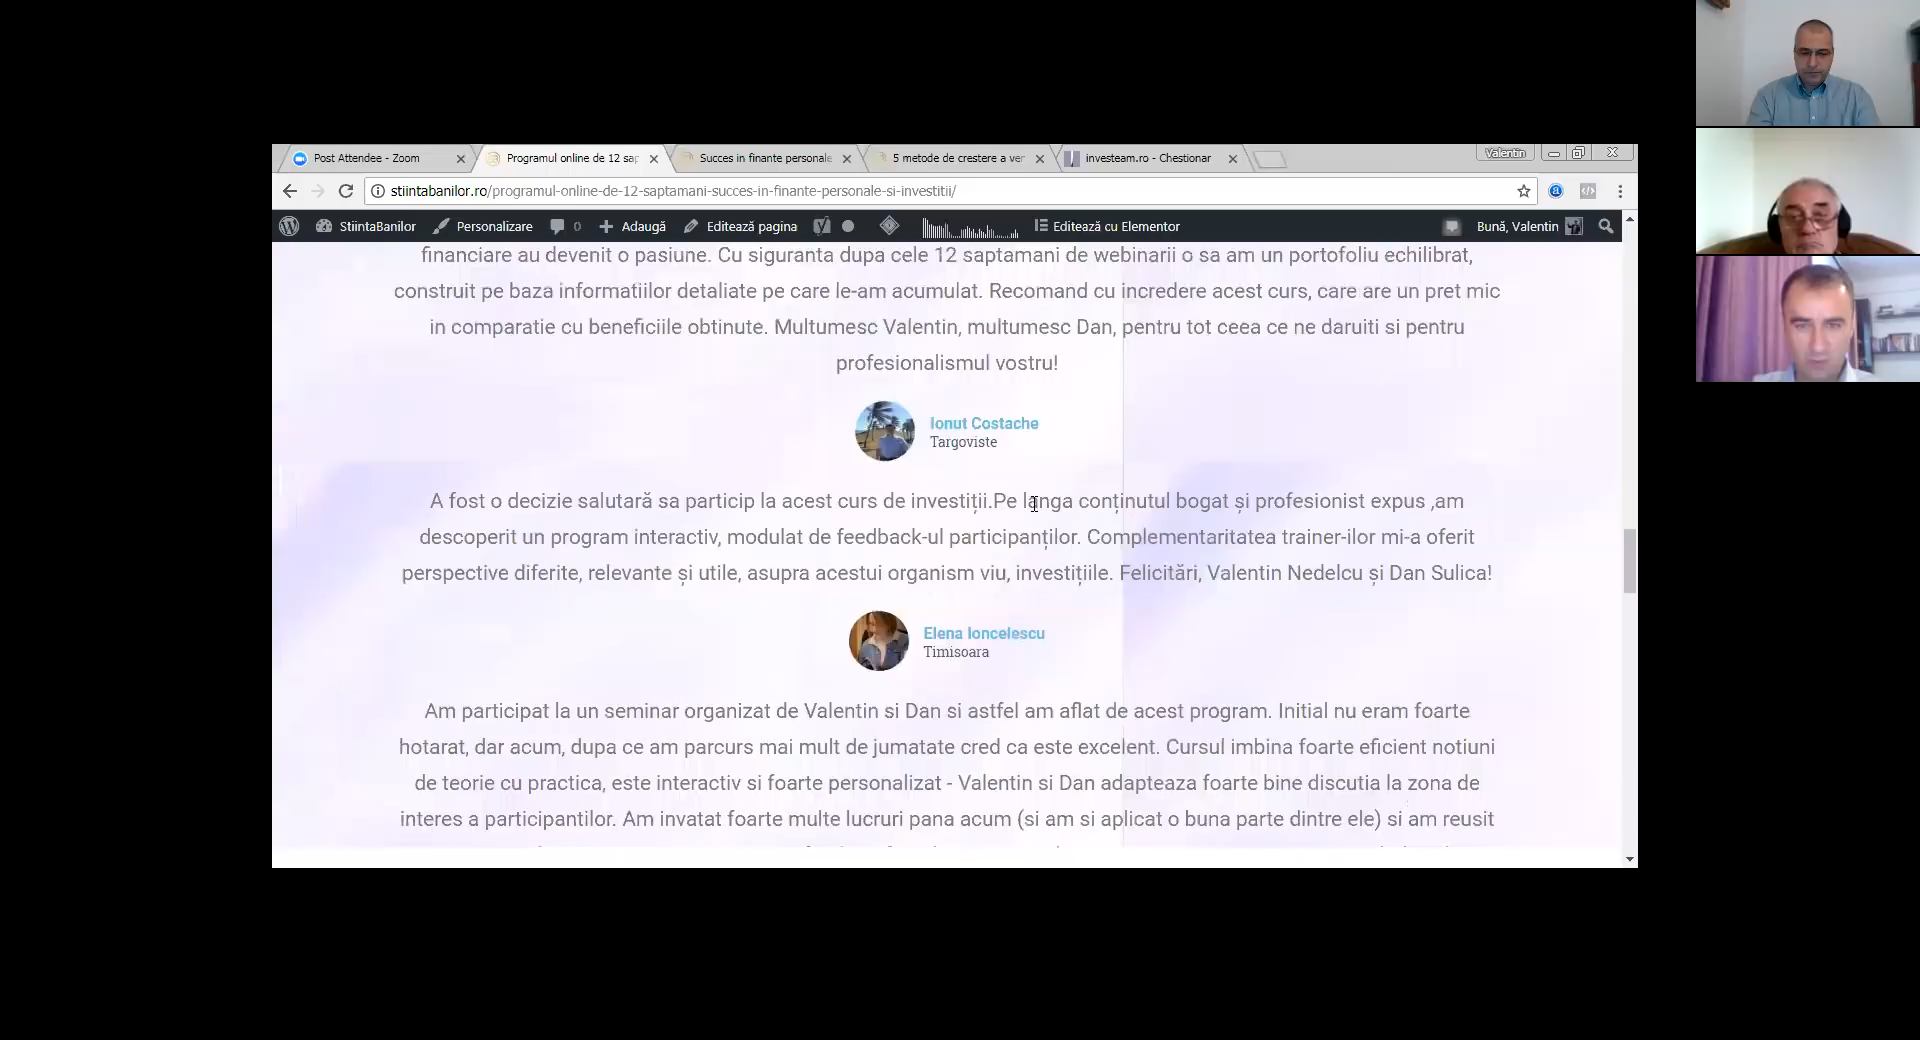 Post Attendee - Zoom
Programul online de 12 sap
Succes in finante personale
5 metode de crestere a ver
investeam.ro - Chestionar
Valentin
stiintabanilor.ro/programul-online-de-12-saptamani-succes-in-finante-personale-si-investitii/
StiintaBanilor
Personalizare
0
Adaugă
Editează pagina
Editează cu Elementor
Bună, Valentin
financiare au devenit o pasiune. Cu siguranta dupa cele 12 saptamani de webinarii o sa am un portofoliu echilibrat,
construit pe baza informatiilor detaliate pe care le-am acumulat. Recomand cu incredere acest curs, care are un pret mic
in comparatie cu beneficiile obtinute. Multumesc Valentin, multumesc Dan, pentru tot ceea ce ne daruiti si pentru
profesionalismul vostru!
Ionut Costache
Targoviste
A fost o decizie salutară sa particip la acest curs de investiții.Pe langa conținutul bogat și profesionist expus ,am
descoperit un program interactiv, modulat de feedback-ul participanților. Complementaritatea trainer-ilor mi-a oferit
perspective diferite, relevante și utile, asupra acestui organism viu, investițiile. Felicitări, Valentin Nedelcu și Dan Sulica!
Elena Ioncelescu
Timisoara
Am participat la un seminar organizat de Valentin si Dan si astfel am aflat de acest program. Initial nu eram foarte
hotarat, dar acum, dupa ce am parcurs mai mult de jumatate cred ca este excelent. Cursul imbina foarte eficient notiuni
de teorie cu practica, este interactiv si foarte personalizat - Valentin si Dan adapteaza foarte bine discutia la zona de
interes a participantilor. Am invatat foarte multe lucruri pana acum (si am si aplicat o buna parte dintre ele) si am reusit